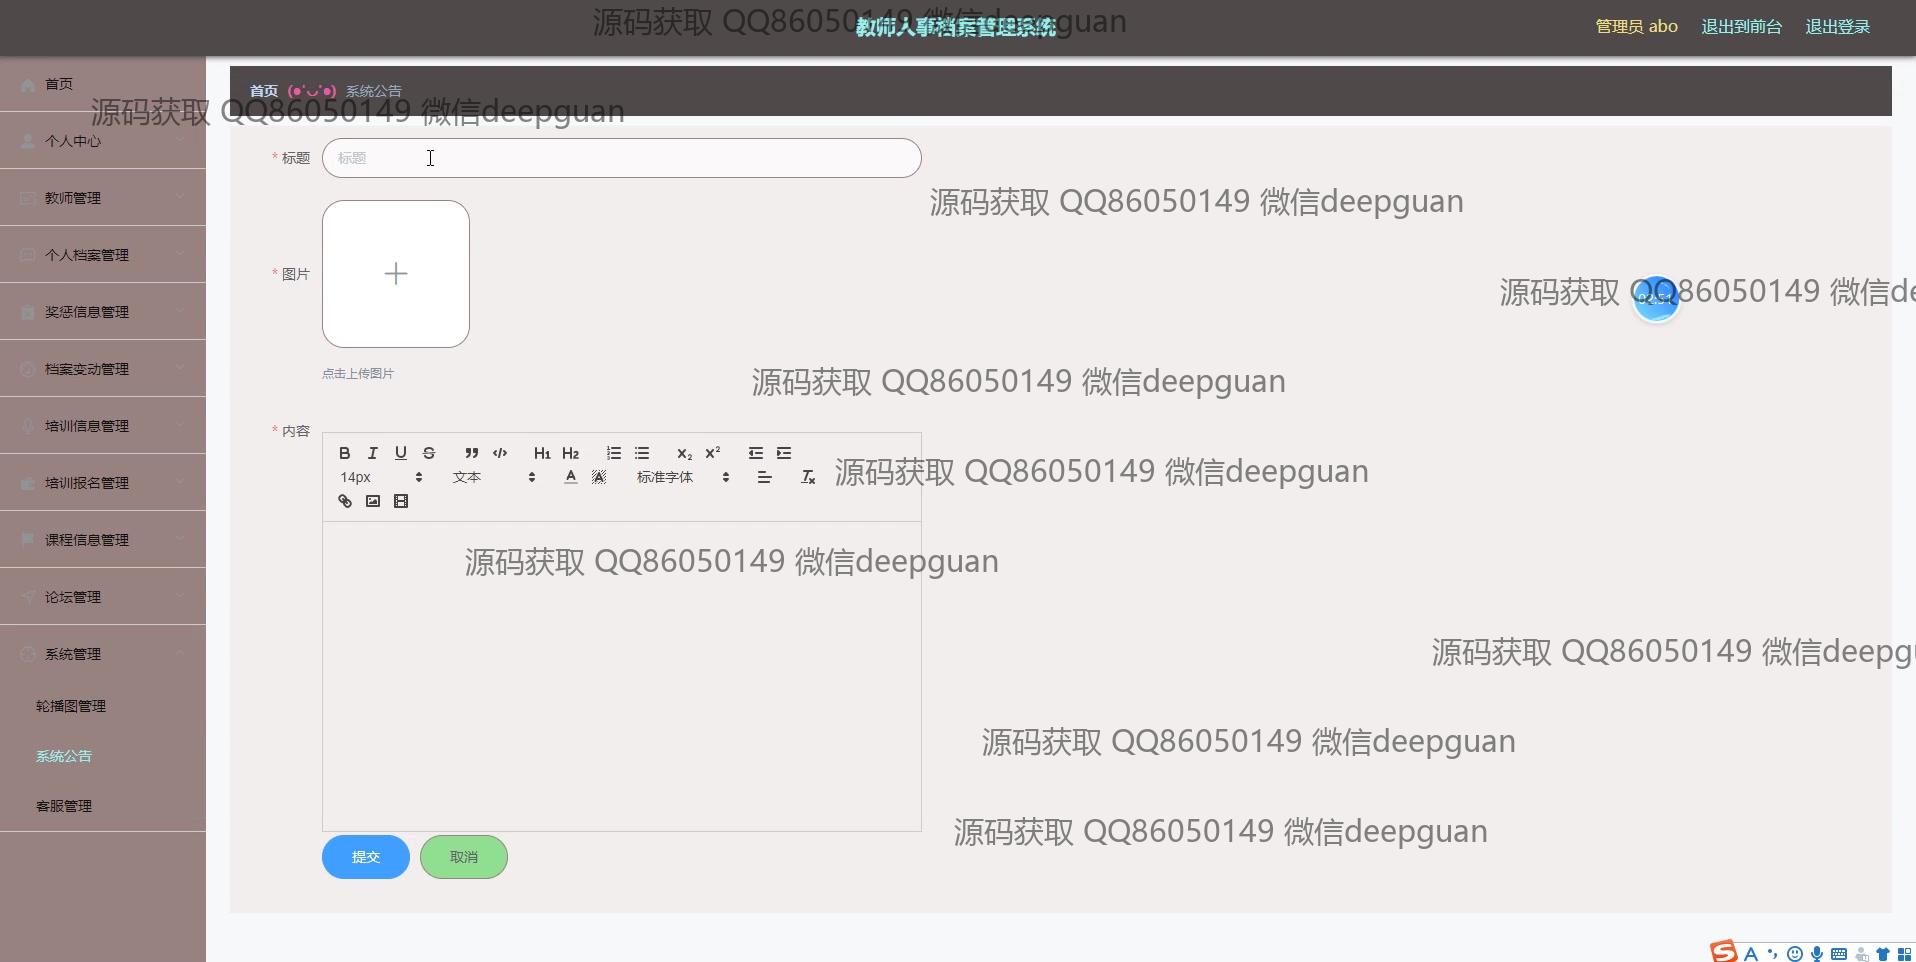 源码获取 QQ86050149 微信deepguan
教师人事档案管理系统
管理员 abo
退出到前台
退出登录
首页
个人中心
教师管理
个人档案管理
奖惩信息管理
档案变动管理
培训信息管理
培训报名管理
课程信息管理
论坛管理
系统管理
轮播图管理
系统公告
客服管理
首页 (●'◡'●) 系统公告
源码获取 QQ86050149 微信deepguan
* 标题
标题
源码获取 QQ86050149 微信deepguan
* 图片
点击上传图片
源码获取 QQ86050149 微信de
02:51
源码获取 QQ86050149 微信deepguan
* 内容
B I U S ” </> H1 H2 X2 X2
14px 文本 A A 标准字体 Tx
源码获取 QQ86050149 微信deepguan
源码获取 QQ86050149 微信deepguan
源码获取 QQ86050149 微信deepgu
源码获取 QQ86050149 微信deepguan
源码获取 QQ86050149 微信deepguan
提交
取消
S A